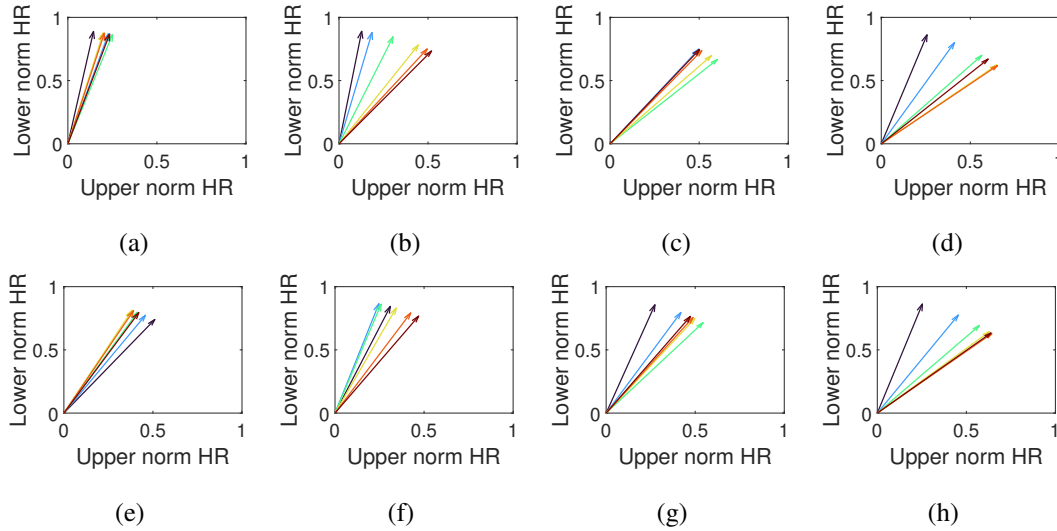 1
0.5
0
0 0.5 1
Lower norm HR
Upper norm HR
(a)
1
0.5
0
0 0.5 1
Lower norm HR
Upper norm HR
(b)
1
0.5
0
0 0.5 1
Lower norm HR
Upper norm HR
(c)
1
0.5
0
0 0.5 1
Lower norm HR
Upper norm HR
(d)
1
0.5
0
0 0.5 1
Lower norm HR
Upper norm HR
(e)
1
0.5
0
0 0.5 1
Lower norm HR
Upper norm HR
(f)
1
0.5
0
0 0.5 1
Lower norm HR
Upper norm HR
(g)
1
0.5
0
0 0.5 1
Lower norm HR
Upper norm HR
(h)